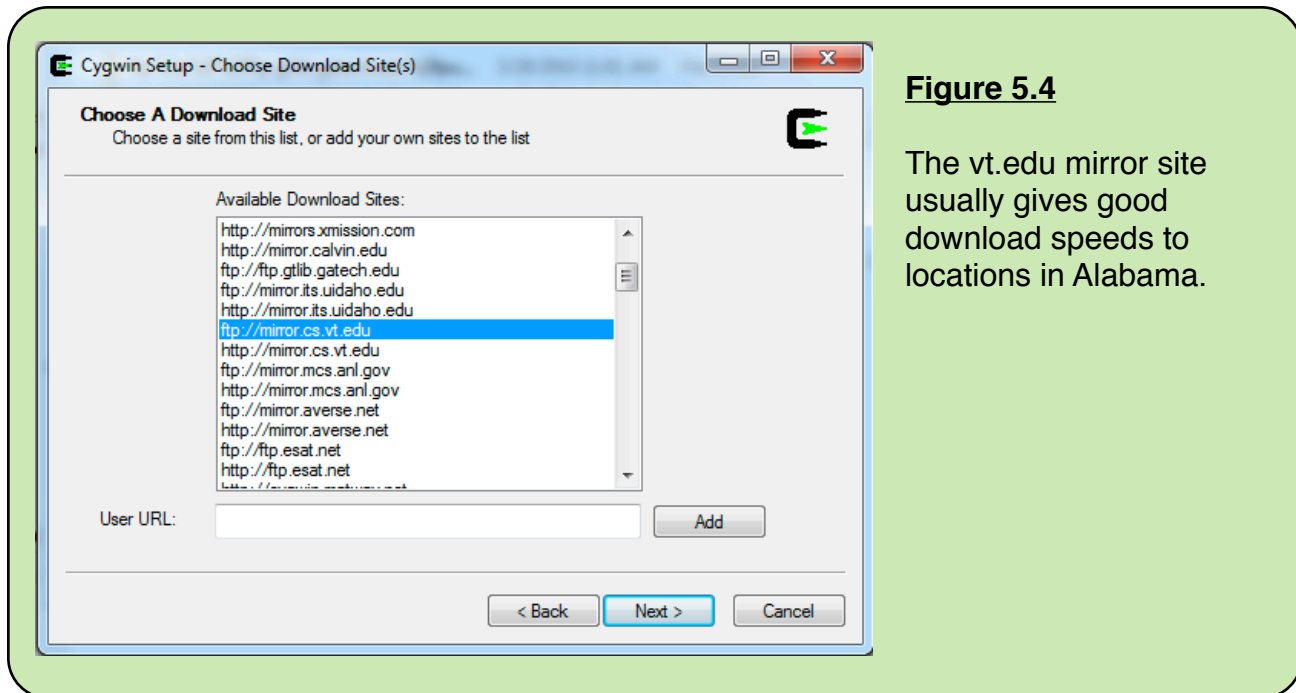 Cygwin Setup - Choose Download Site(s)
Choose A Download Site
Choose a site from this list, or add your own sites to the list
Available Download Sites:
http://mirrors.xmission.com
http://mirror.calvin.edu
ftp://ftp.gtlib.gatech.edu
ftp://mirror.its.uidaho.edu
http://mirror.its.uidaho.edu
ftp://mirror.cs.vt.edu
http://mirror.cs.vt.edu
ftp://mirror.mcs.anl.gov
http://mirror.mcs.anl.gov
ftp://mirror.averse.net
http://mirror.averse.net
ftp://ftp.esat.net
http://ftp.esat.net
User URL:
Add
< Back
Next >
Cancel
Figure 5.4
The vt.edu mirror site
usually gives good
download speeds to
locations in Alabama.